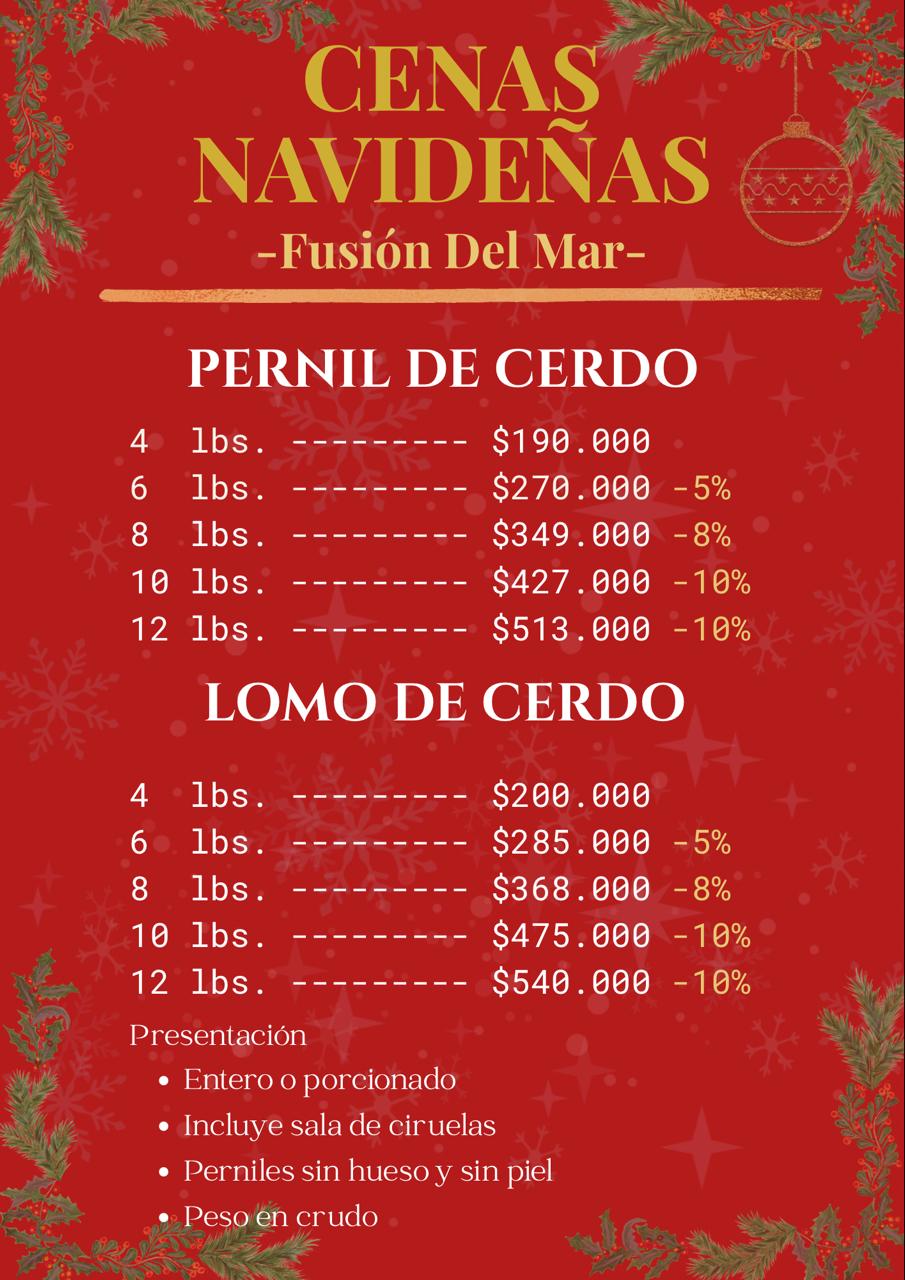 CENAS
NAVIDEÑAS
-Fusión Del Mar-
PERNIL DE CERDO
4 lbs. --------- $190.000
6 lbs. --------- $270.000 -5%
8 lbs. --------- $349.000 -8%
10 lbs. --------- $427.000 -10%
12 lbs. --------- $513.000 -10%
LOMO DE CERDO
4 lbs. --------- $200.000
6 lbs. --------- $285.000 -5%
8 lbs. --------- $368.000 -8%
10 lbs. --------- $475.000 -10%
12 lbs. --------- $540.000 -10%
Presentación
• Entero o porcionado
• Incluye sala de ciruelas
• Perniles sin hueso y sin piel
• Peso en crudo